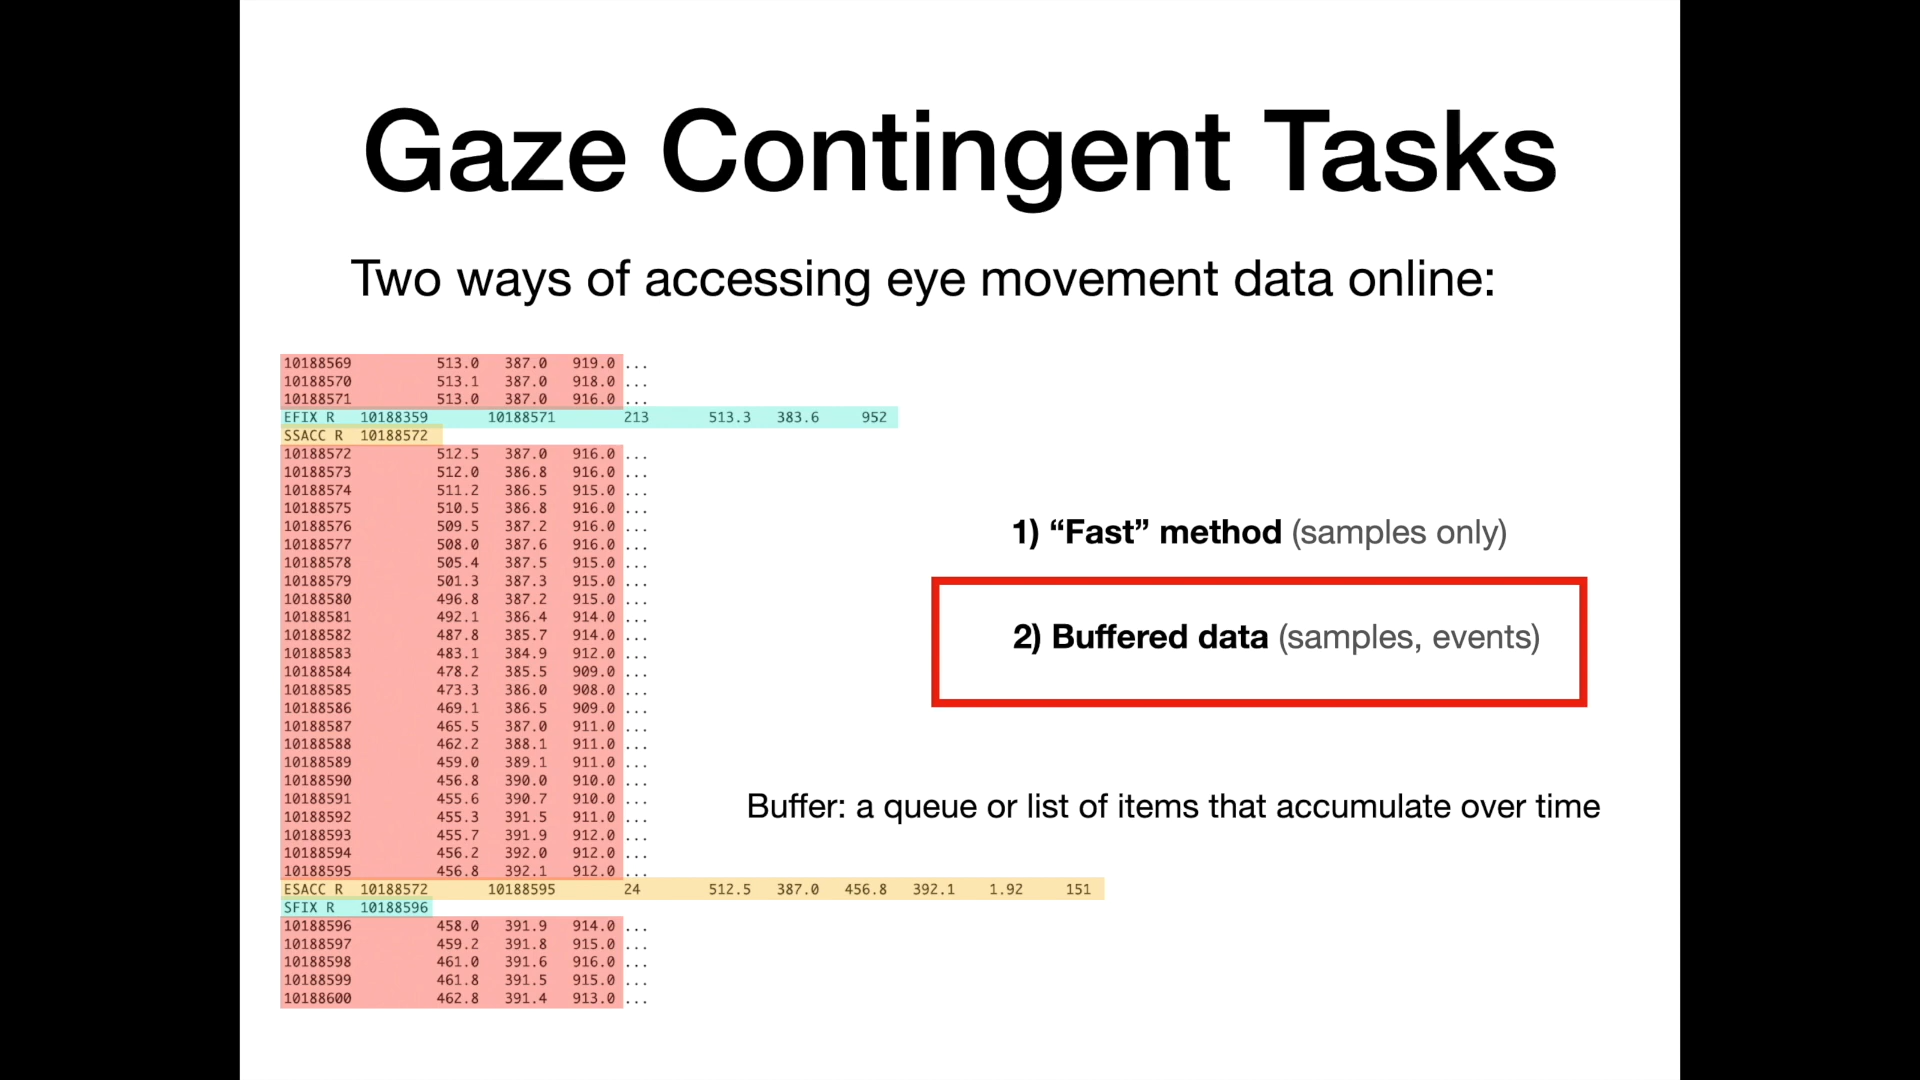 Gaze Contingent Tasks
Two ways of accessing eye movement data online:
10188569 513.0 387.0 919.0 ...
10188570 513.1 387.0 918.0 ...
10188571 513.0 387.0 916.0 ...
EFIX R 10188359 10188571 213 513.3 383.6 952
SSACC R 10188572
10188572 512.5 387.0 916.0 ...
10188573 512.0 386.8 916.0 ...
10188574 511.2 386.5 915.0 ...
10188575 510.5 386.8 916.0 ...
10188576 509.5 387.2 916.0 ...
10188577 508.0 387.6 916.0 ...
10188578 505.4 387.5 915.0 ...
10188579 501.3 387.3 915.0 ...
10188580 496.8 387.2 915.0 ...
10188581 492.1 386.4 914.0 ...
10188582 487.8 385.7 914.0 ...
10188583 483.1 384.9 912.0 ...
10188584 478.2 385.5 909.0 ...
10188585 473.3 386.0 908.0 ...
10188586 469.1 386.5 909.0 ...
10188587 465.5 387.0 911.0 ...
10188588 462.2 388.1 911.0 ...
10188589 459.0 389.1 911.0 ...
10188590 456.8 390.0 910.0 ...
10188591 455.6 390.7 910.0 ...
10188592 455.3 391.5 911.0 ...
10188593 455.7 391.9 912.0 ...
10188594 456.2 392.0 912.0 ...
10188595 456.8 392.1 912.0 ...
ESACC R 10188572 10188595 24 512.5 387.0 456.8 392.1 1.92 151
SFIX R 10188596
10188596 458.0 391.9 914.0 ...
10188597 459.2 391.8 915.0 ...
10188598 461.0 391.6 916.0 ...
10188599 461.8 391.5 915.0 ...
10188600 462.8 391.4 913.0 ...
1) “Fast” method (samples only)
2) Buffered data (samples, events)
Buffer: a queue or list of items that accumulate over time